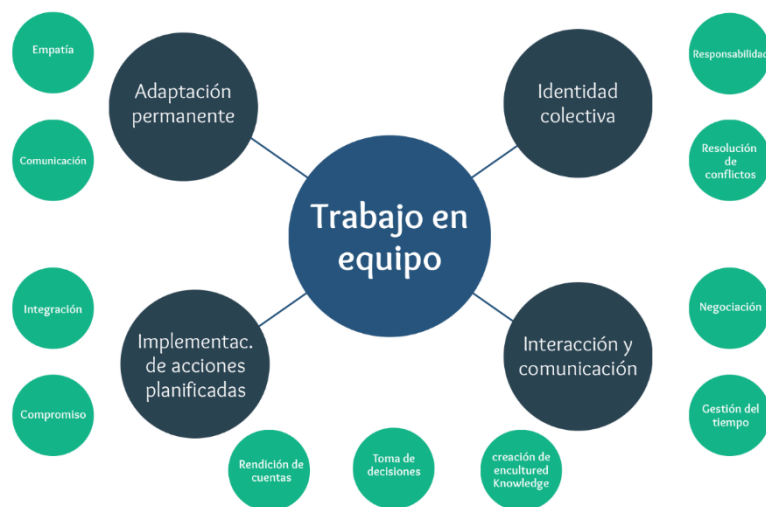 Empatía
Adaptación
permanente
Identidad
colectiva
Responsabilidad
Comunicación
Resolución
de
conflictos
Trabajo en
equipo
Integración
Implementac.
de acciones
planificadas
Interacción y
comunicación
Negociación
Compromiso
Gestión del
tiempo
Rendición de
cuentas
Toma de
decisiones
creación de
encultured
Knowledge